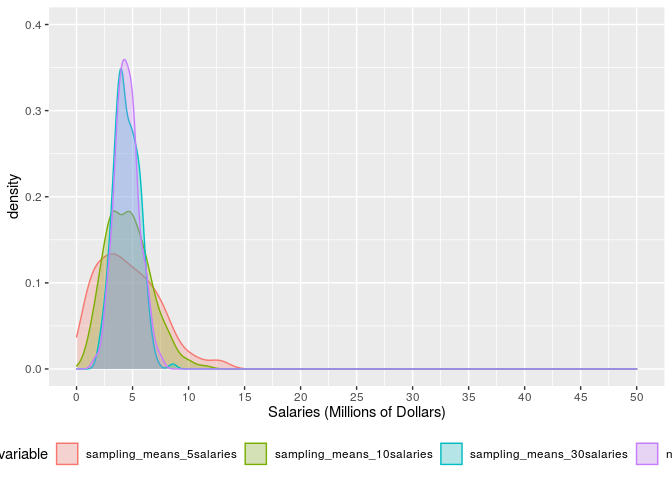 0.4
0.3
0.2
0.1
0.0
density
0 5 10 15 20 25 30 35 40 45 50
Salaries (Millions of Dollars)
variable sampling_means_5salaries sampling_means_10salaries sampling_means_30salaries n